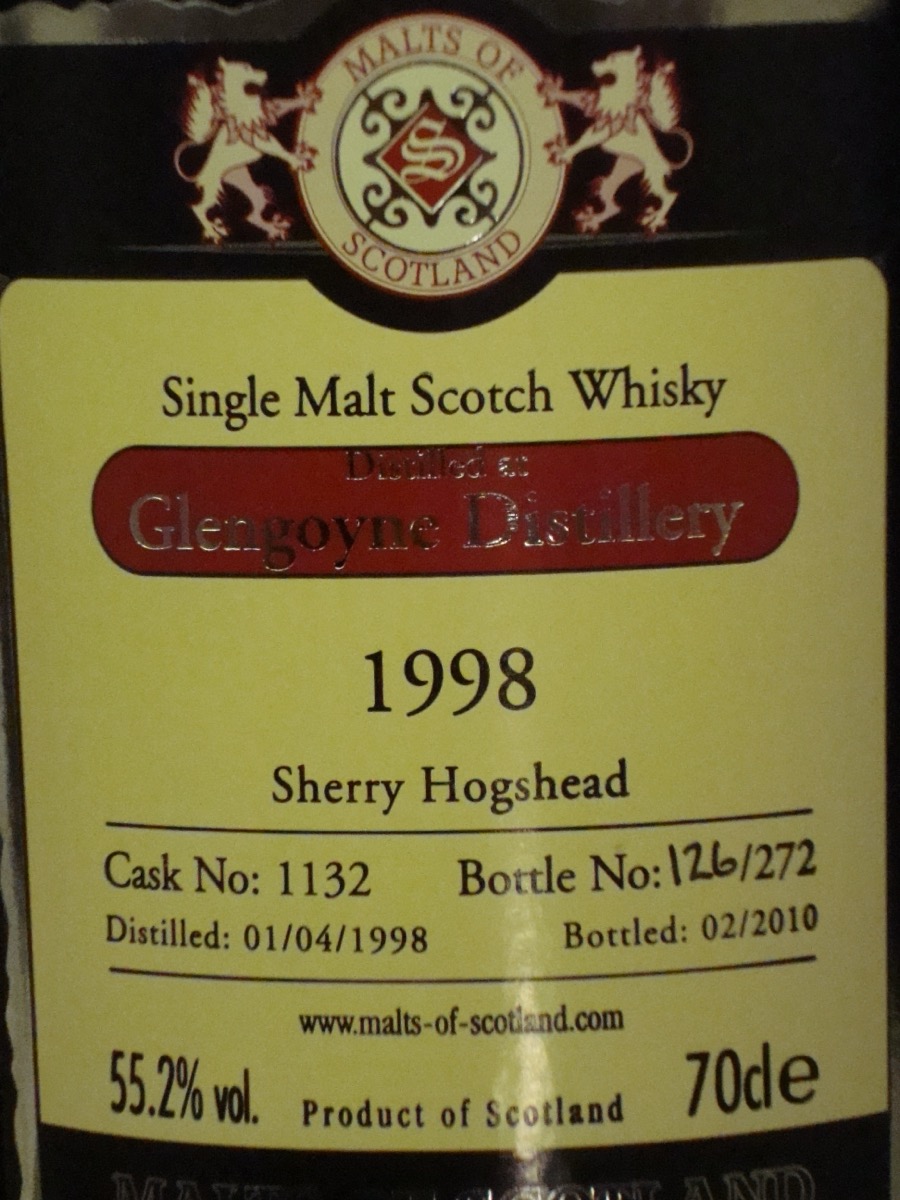 MALTS OF
S
SCOTLAND
Single Malt Scotch Whisky
Distilled at
Glengoyne Distillery
1998
Sherry Hogshead
Cask No: 1132 Bottle No: 126/272
Distilled: 01/04/1998 Bottled: 02/2010
www.malts-of-scotland.com
55.2% vol. Product of Scotland 70cl e